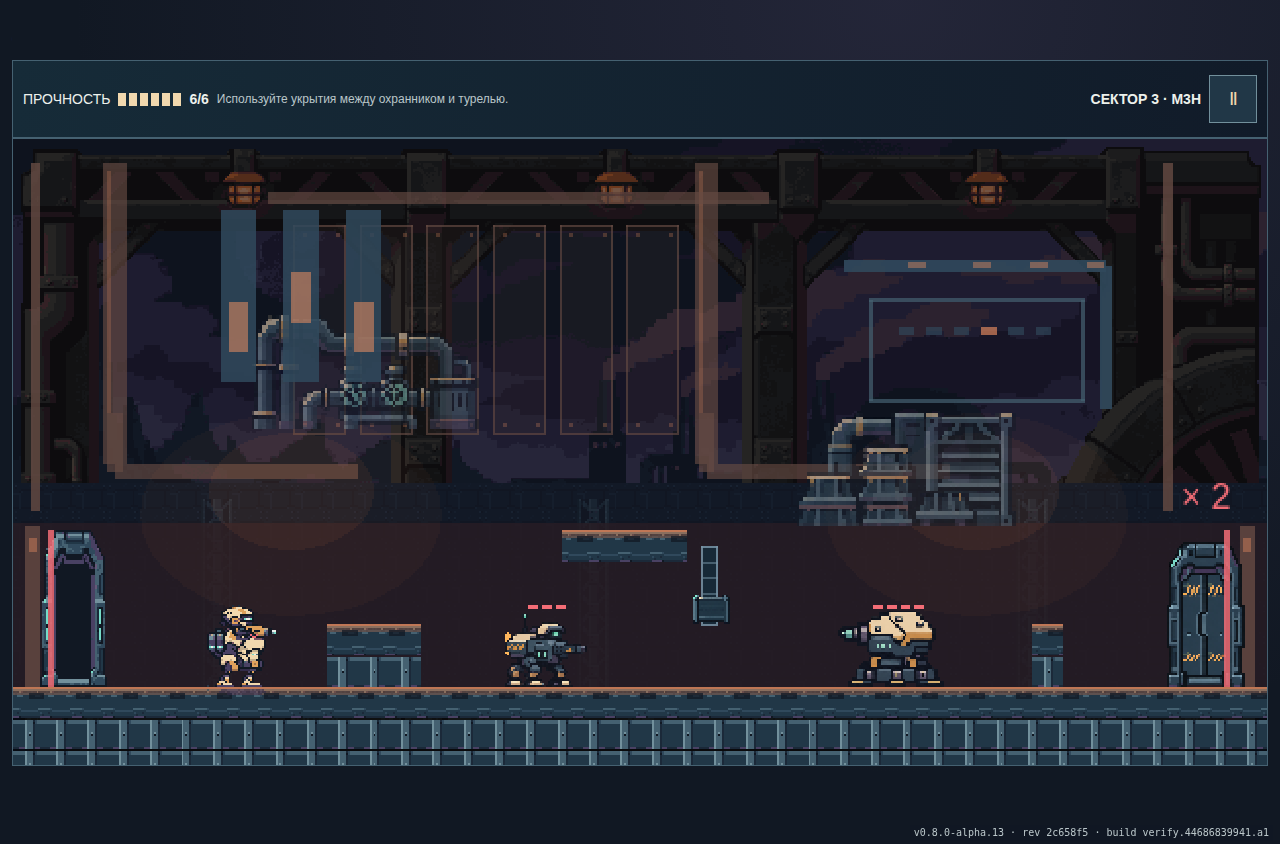 ПРОЧНОСТЬ 6/6 Используйте укрытия между охранником и турелью.
СЕКТОР 3 · МЗН
× 2
v0.8.0-alpha.13 · rev 2c658f5 · build verify.44686839941.a1